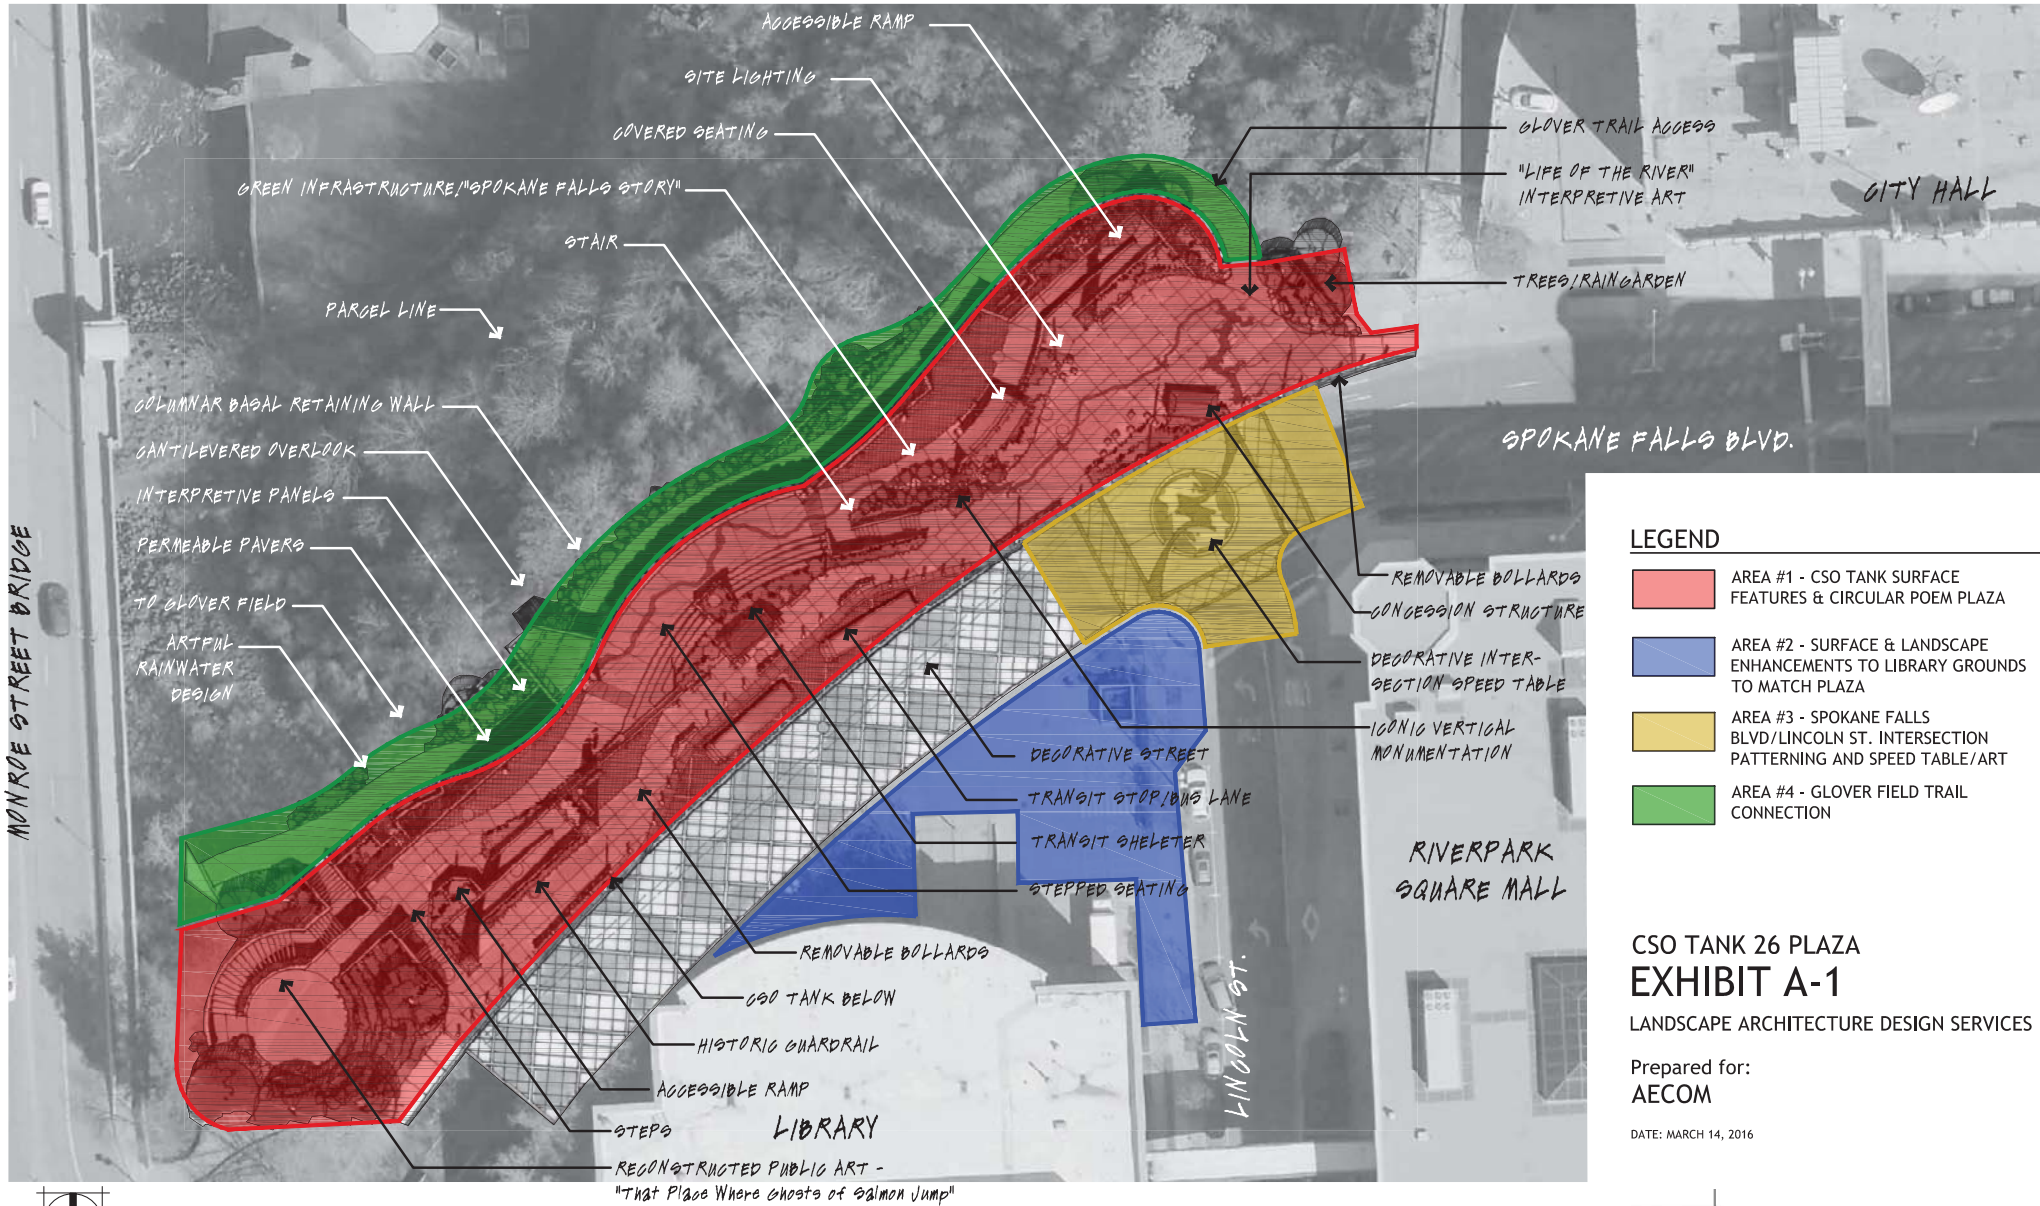 ACCESSIBLE RAMP
SITE LIGHTING
COVERED SEATING
GREEN INFRASTRUCTURE/"SPOKANE FALLS STORY"
STAIR
PARCEL LINE
COLUMNAR BASAL RETAINING WALL
CANTILEVERED OVERLOOK
INTERPRETIVE PANELS
PERMEABLE PAVERS
TO GLOVER FIELD
ARTFUL
RAINWATER
DESIGN
MONROE STREET BRIDGE
GLOVER TRAIL ACCESS
"LIFE OF THE RIVER"
INTERPRETIVE ART
CITY HALL
TREES/RAINGARDEN
SPOKANE FALLS BLVD.
REMOVABLE BOLLARDS
CONCESSION STRUCTURE
DECORATIVE INTER-
SECTION SPEED TABLE
ICONIC VERTICAL
MONUMENTATION
DECORATIVE STREET
TRANSIT STOP/BUS LANE
TRANSIT SHELETER
STEPPED SEATING
REMOVABLE BOLLARDS
CSO TANK BELOW
HISTORIC GUARDRAIL
ACCESSIBLE RAMP
STEPS
LIBRARY
RECONSTRUCTED PUBLIC ART -
"That Place Where Ghosts of Salmon Jump"
LINCOLN ST.
RIVERPARK
SQUARE MALL
LEGEND
AREA #1 - CSO TANK SURFACE
FEATURES & CIRCULAR POEM PLAZA
AREA #2 - SURFACE & LANDSCAPE
ENHANCEMENTS TO LIBRARY GROUNDS
TO MATCH PLAZA
AREA #3 - SPOKANE FALLS
BLVD/LINCOLN ST. INTERSECTION
PATTERNING AND SPEED TABLE/ART
AREA #4 - GLOVER FIELD TRAIL
CONNECTION
CSO TANK 26 PLAZA
EXHIBIT A-1
LANDSCAPE ARCHITECTURE DESIGN SERVICES
Prepared for:
AECOM
DATE: MARCH 14, 2016